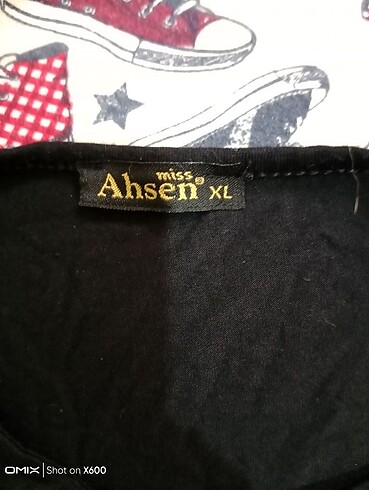 miss
Ahsen® XL
OMIX | Shot on X600